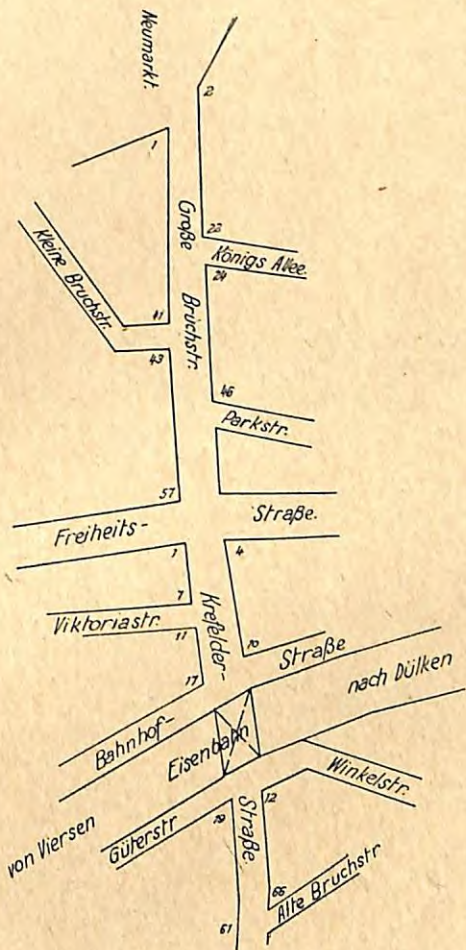 Neumarkt.
2
1
Große
22
Königs Allee.
24
Kleine Bruchstr.
41
43
Bruchstr.
46
Parkstr.
57
Freiheits-
Straße.
1
4
7
Viktoriastr.
11
Krefelder-
10
Straße
17
Bahnhof-
nach Dülken
Eisenbahn
von Viersen
Winkelstr.
Güterstr
12
Straße
66
Alte Bruchstr
61